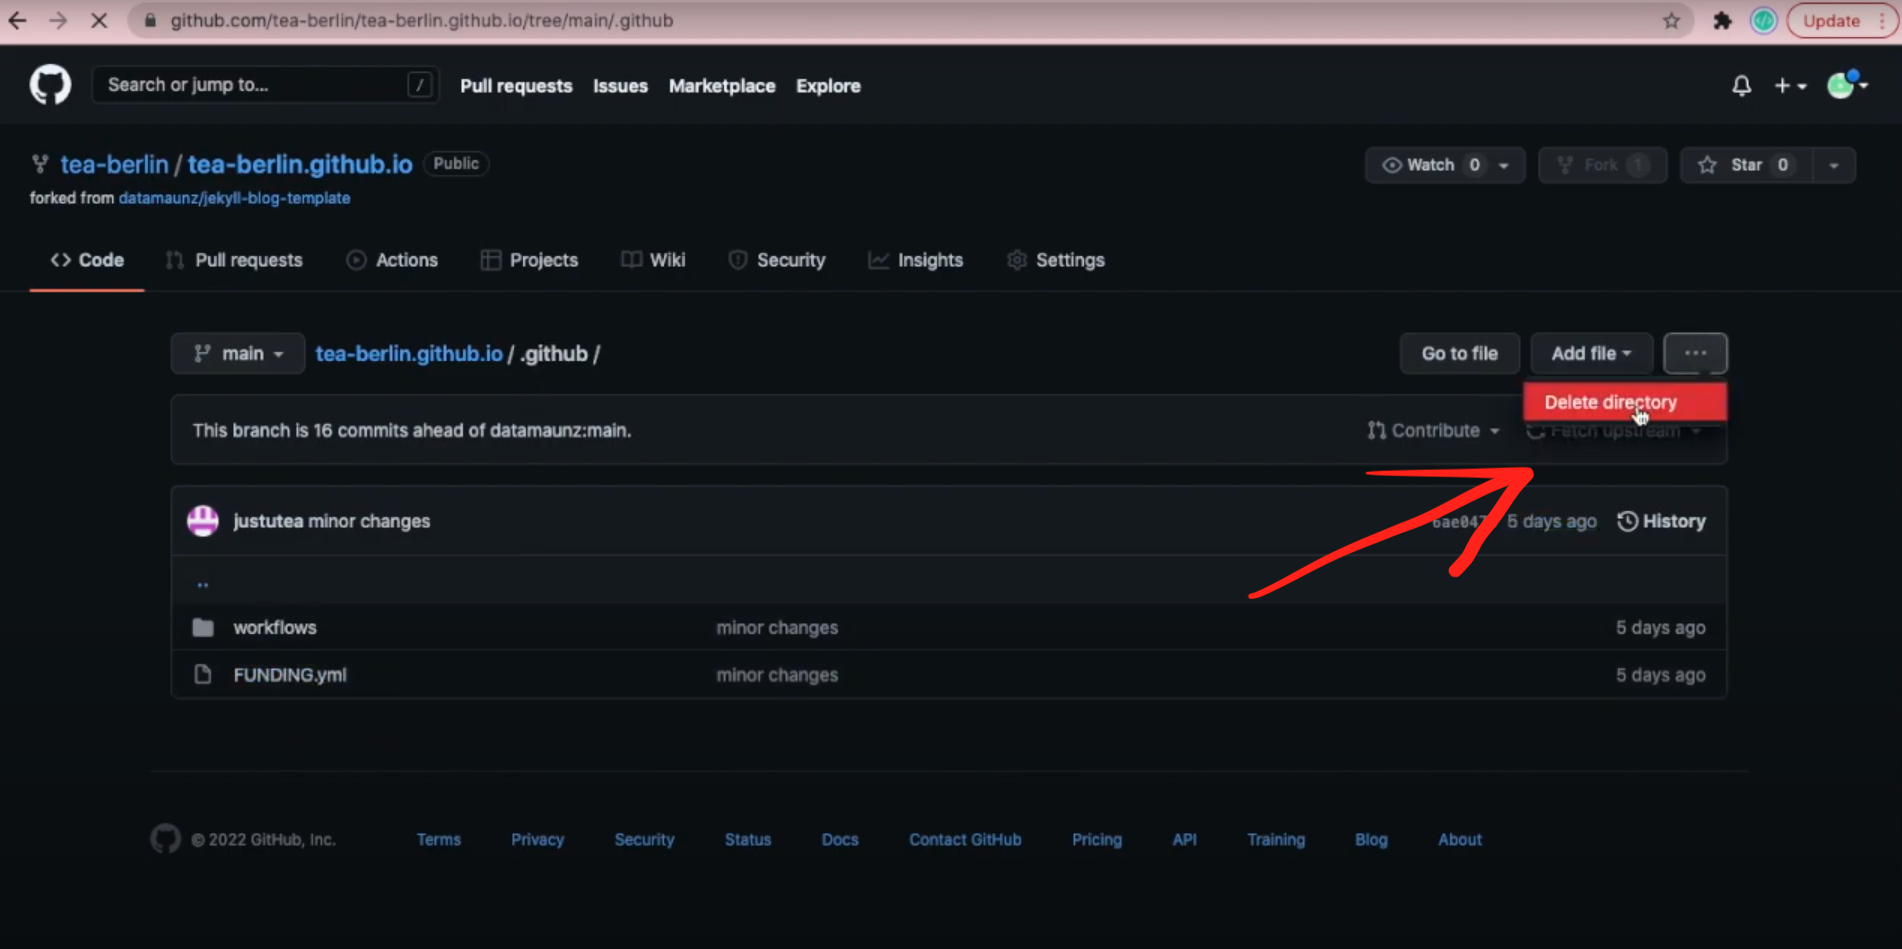 github.com/tea-berlin/tea-berlin.github.io/tree/main/.github Update
Search or jump to... / Pull requests Issues Marketplace Explore
tea-berlin / tea-berlin.github.io Public Watch 0 Fork 1 Star 0
forked from datamaunz/jekyll-blog-template
<> Code Pull requests Actions Projects Wiki Security Insights Settings
main tea-berlin.github.io / .github / Go to file Add file ...
Delete directory
This branch is 16 commits ahead of datamaunz:main. Contribute Fetch upstream
justutea minor changes 6ae047 5 days ago History
..
workflows minor changes 5 days ago
FUNDING.yml minor changes 5 days ago
© 2022 GitHub, Inc. Terms Privacy Security Status Docs Contact GitHub Pricing API Training Blog About